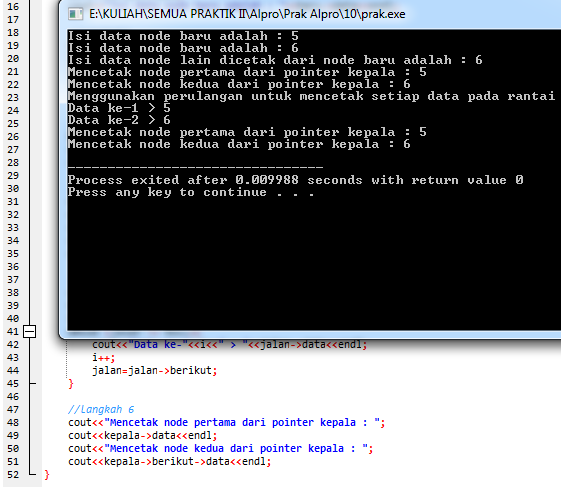 16
17
18
19
20
21
22
23
24
25
26
27
28
29
30
31
32
33
34
35
36
37
38
39
40
41
42
43
44
45
46
47
48
49
50
51
52
E:\KULIAH\SEMUA PRAKTIK II\Alpro\Prak Alpro\10\prak.exe
Isi data node baru adalah : 5
Isi data node baru adalah : 6
Isi data node lain dicetak dari node baru adalah : 6
Mencetak node pertama dari pointer kepala : 5
Mencetak node kedua dari pointer kepala : 6
Menggunakan perulangan untuk mencetak setiap data pada rantai
Data ke-1 > 5
Data ke-2 > 6
Mencetak node pertama dari pointer kepala : 5
Mencetak node kedua dari pointer kepala : 6
--------------------------------
Process exited after 0.009988 seconds with return value 0
Press any key to continue . . .
cout<<"Data ke-"<<i<<" > "<<jalan->data<<endl;
i++;
jalan=jalan->berikut;
}
//Langkah 6
cout<<"Mencetak node pertama dari pointer kepala : ";
cout<<kepala->data<<endl;
cout<<"Mencetak node kedua dari pointer kepala : ";
cout<<kepala->berikut->data<<endl;
}